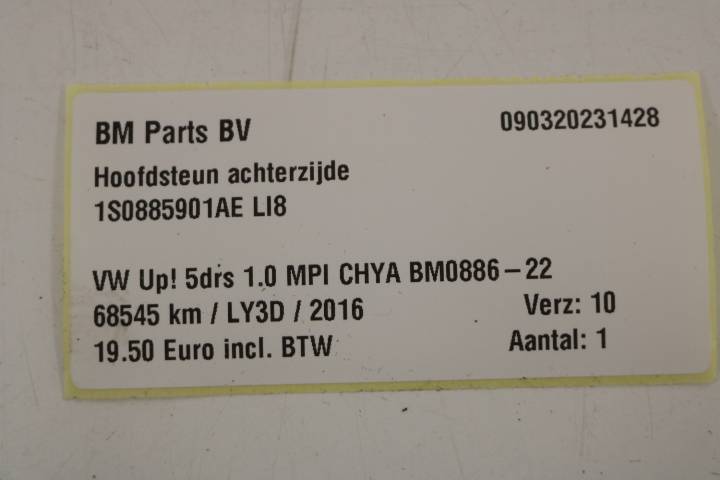 BM Parts BV 090320231428
Hoofdsteun achterzijde
1S0885901AE LI8
VW Up! 5drs 1.0 MPI CHYA BM0886-22
68545 km / LY3D / 2016 Verz: 10
19.50 Euro incl. BTW Aantal: 1